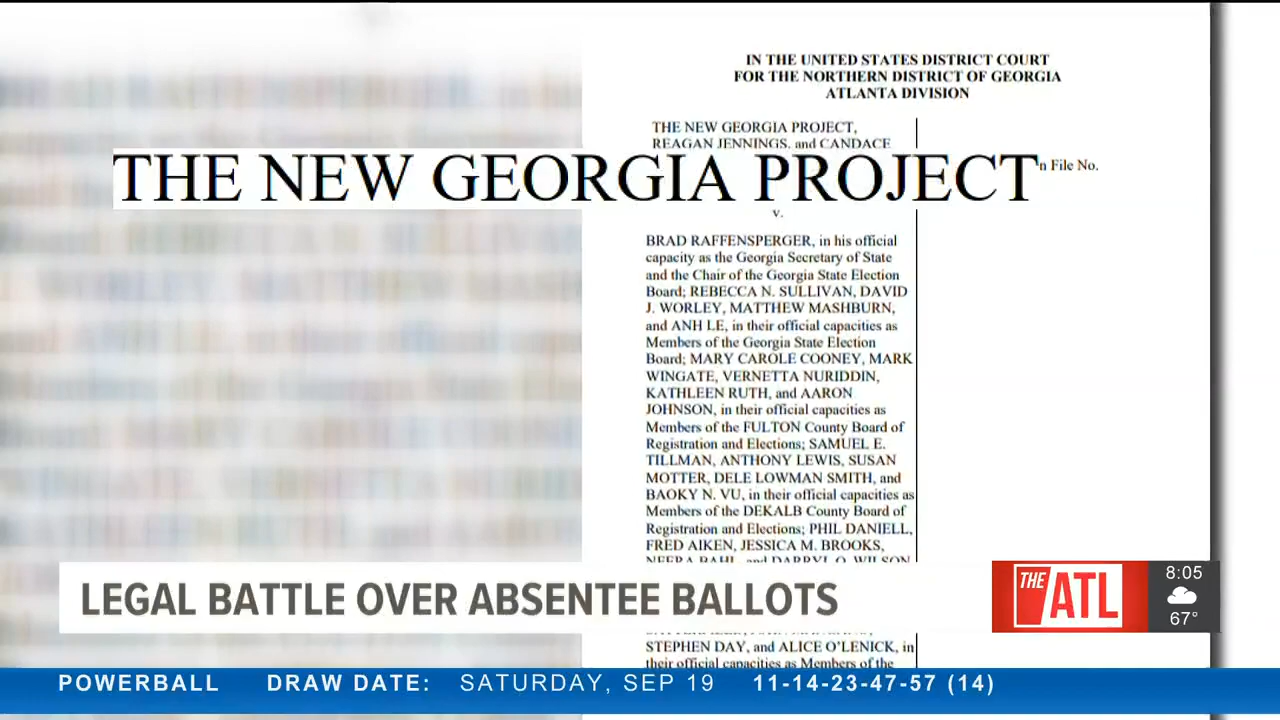 IN THE UNITED STATES DISTRICT COURT
FOR THE NORTHERN DISTRICT OF GEORGIA
ATLANTA DIVISION
THE NEW GEORGIA PROJECT,
REAGAN JENNINGS, and CANDACE
THE NEW GEORGIA PROJECT
n File No.
v.
BRAD RAFFENSPERGER, in his official
capacity as the Georgia Secretary of State
and the Chair of the Georgia State Election
Board; REBECCA N. SULLIVAN, DAVID
J. WORLEY, MATTHEW MASHBURN,
and ANH LE, in their official capacities as
Members of the Georgia State Election
Board; MARY CAROLE COONEY, MARK
WINGATE, VERNETTA NURIDDIN,
KATHLEEN RUTH, and AARON
JOHNSON, in their official capacities as
Members of the FULTON County Board of
Registration and Elections; SAMUEL E.
TILLMAN, ANTHONY LEWIS, SUSAN
MOTTER, DELE LOWMAN SMITH, and
BAOKY N. VU, in their official capacities as
Members of the DEKALB County Board of
Registration and Elections; PHIL DANIELL,
FRED AIKEN, JESSICA M. BROOKS,
and DARRYL O. WILSON
LEGAL BATTLE OVER ABSENTEE BALLOTS
THE ATL
8:05
67°
STEPHEN DAY, and ALICE O'LENICK, in
their official capacities as Members of the
POWERBALL DRAW DATE: SATURDAY, SEP 19 11-14-23-47-57 (14)